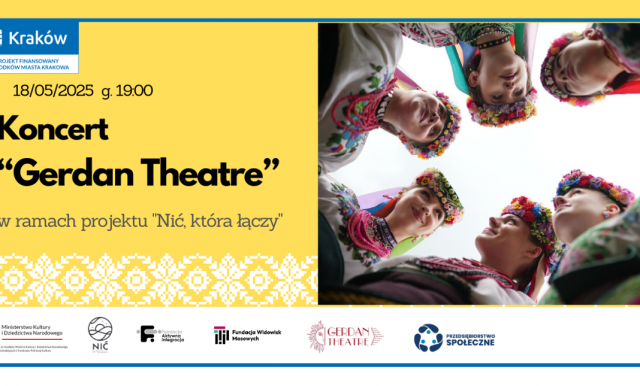 Kraków
PROJEKT FINANSOWANY
ŚRODKÓW MIASTA KRAKOWA
18/05/2025 g. 19:00
Koncert
“Gerdan Theatre”
w ramach projektu "Nić, która łączy"
Ministerstwo Kultury
i Dziedzictwa Narodowego
NIĆ
Fundacja
Aktywna
Integracja
Fundacja Widowisk
Masowych
GERDAN
THEATRE
PRZEDSIĘBIORSTWO
SPOŁECZNE